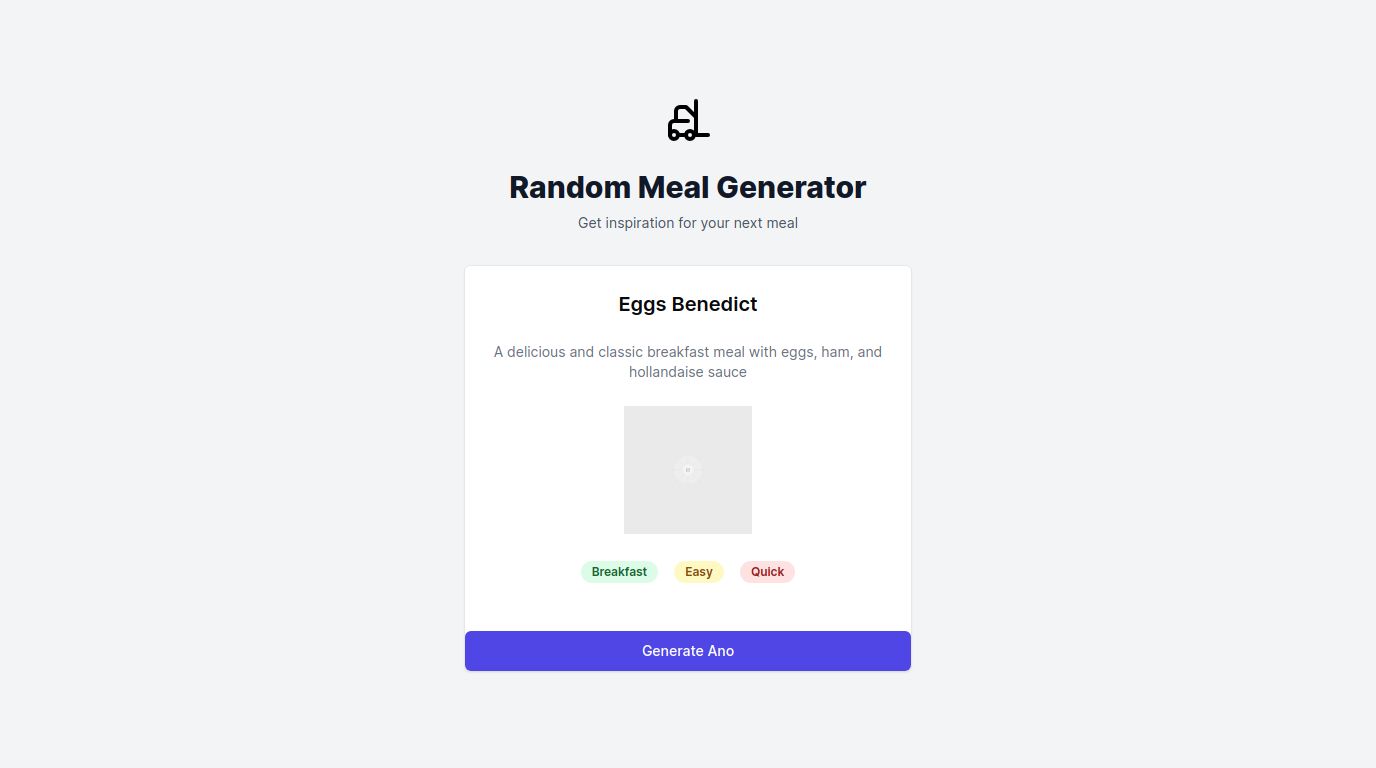 Random Meal Generator
Get inspiration for your next meal
Eggs Benedict
A delicious and classic breakfast meal with eggs, ham, and
hollandaise sauce
Breakfast Easy Quick
Generate Ano